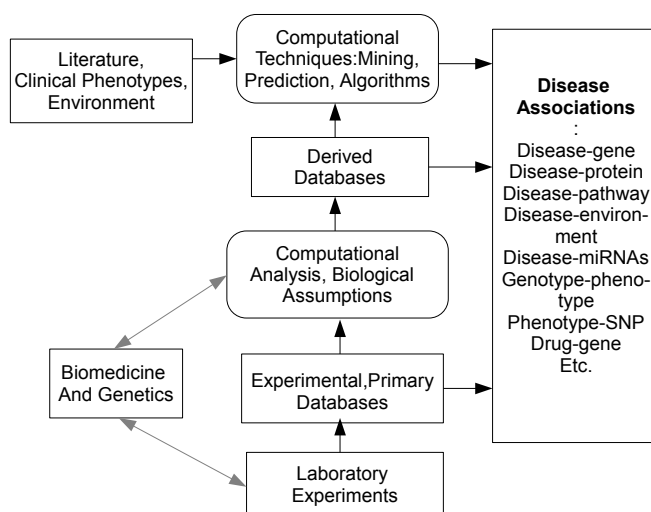 Literature,
Clinical Phenotypes,
Environment
Computational
Techniques:Mining,
Prediction, Algorithms
Derived
Databases
Computational
Analysis, Biological
Assumptions
Biomedicine
And Genetics
Experimental,Primary
Databases
Laboratory
Experiments
Disease
Associations
:
Disease-gene
Disease-protein
Disease-pathway
Disease-environ-
ment
Disease-miRNAs
Genotype-pheno-
type
Phenotype-SNP
Drug-gene
Etc.